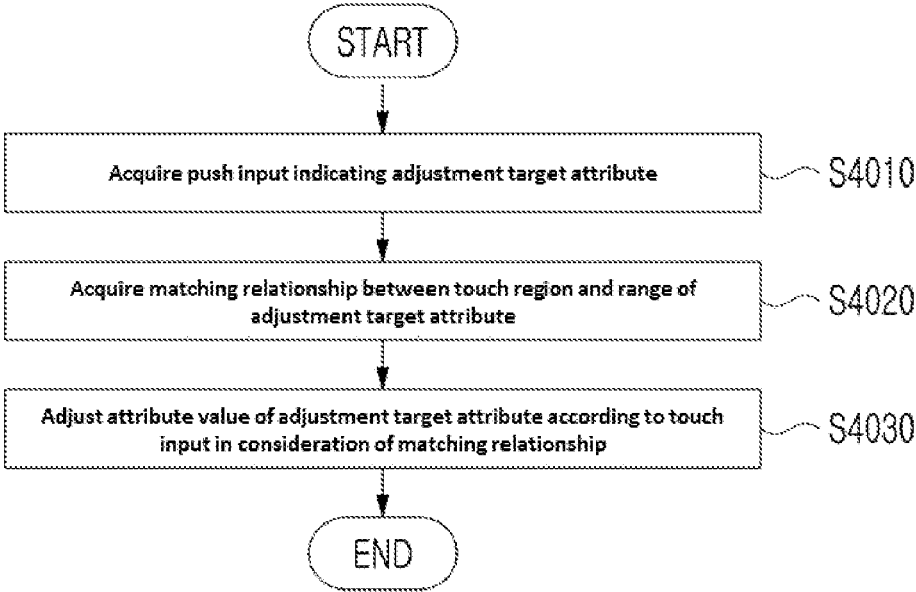 START
Acquire push input indicating adjustment target attribute
S4010
Acquire matching relationship between touch region and range of
adjustment target attribute
S4020
Adjust attribute value of adjustment target attribute according to touch
input in consideration of matching relationship
S4030
END